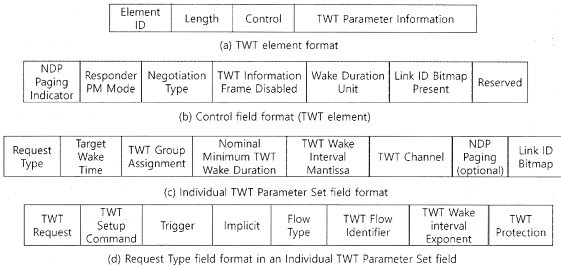 Element ID Length Control TWT Parameter Information
(a) TWT element format
NDP Paging Indicator Responder PM Mode Negotiation Type TWT Information Frame Disabled Wake Duration Unit Link ID Bitmap Present Reserved
(b) Control field format (TWT element)
Request Type Target Wake Time TWT Group Assignment Nominal Minimum TWT Wake Duration TWT Wake Interval Mantissa TWT Channel NDP Paging (optional) Link ID Bitmap
(c) Individual TWT Parameter Set field format
TWT Request TWT Setup Command Trigger Implicit Flow Type TWT Flow Identifier TWT Wake interval Exponent TWT Protection
(d) Request Type field format in an Individual TWT Parameter Set field